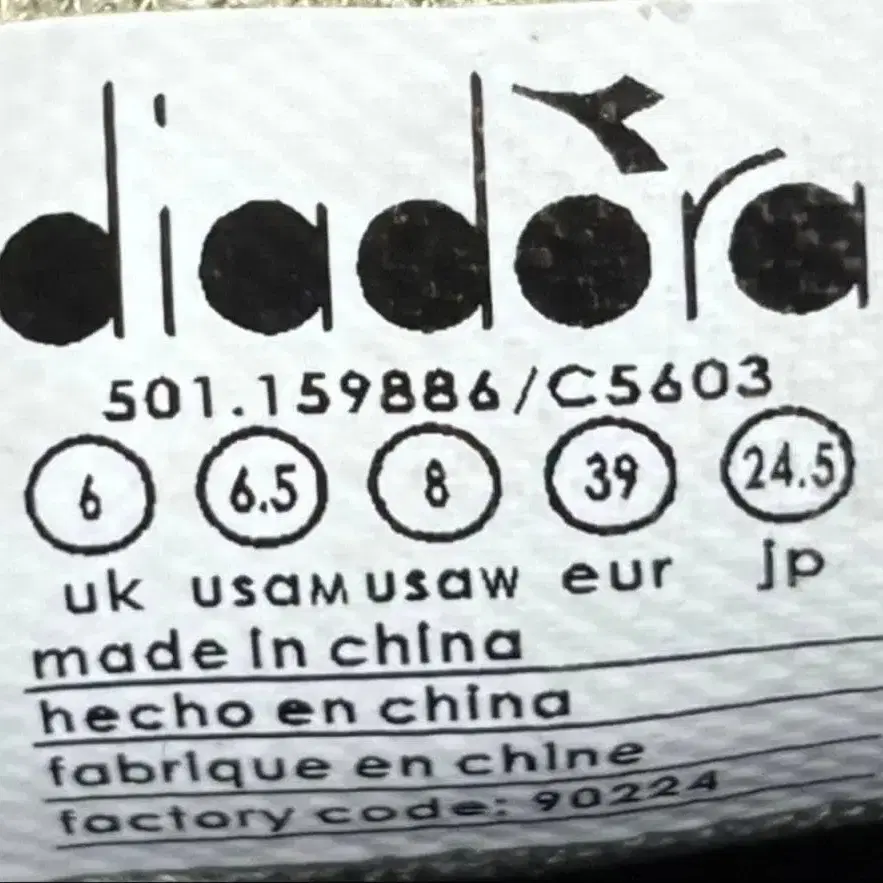 diadora
501.159886/C5603
6 6.5 8 39 24.5
uk usaM usaw eur jp
made in china
hecho en china
fabrique en chine
factory code: 90224